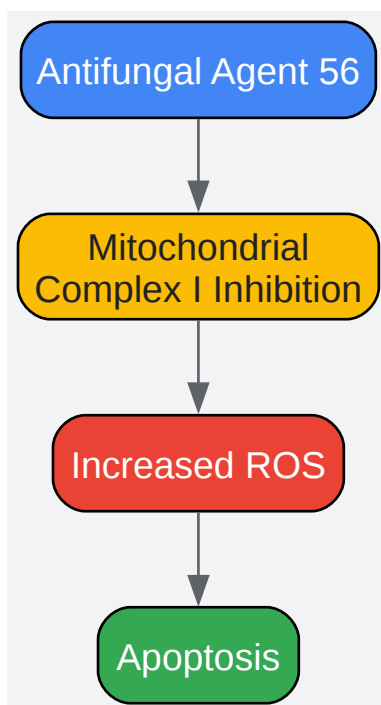 Antifungal Agent 56
Mitochondrial
Complex I Inhibition
Increased ROS
Apoptosis